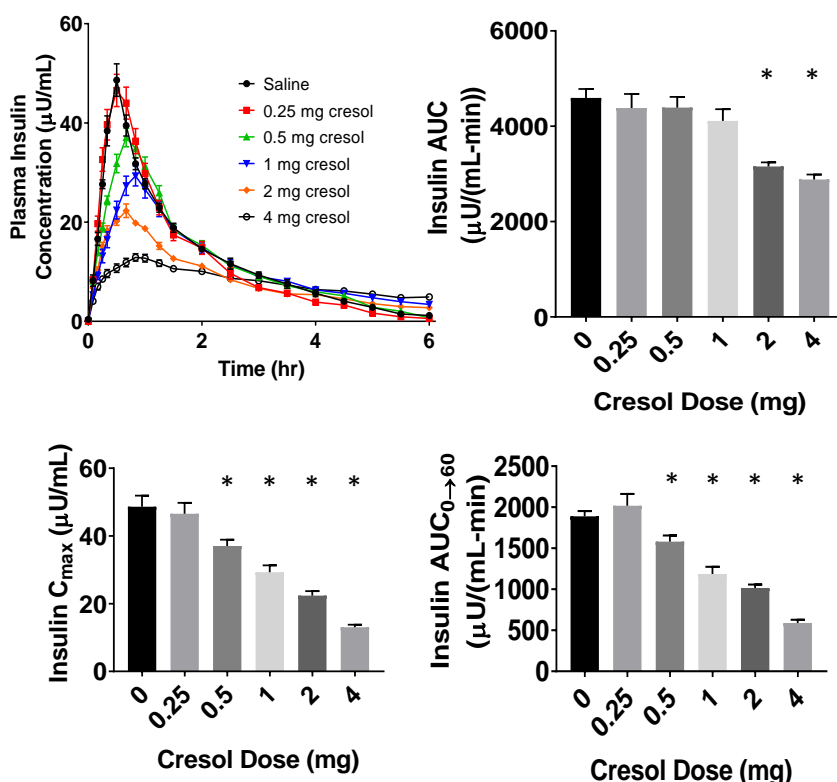 Plasma Insulin
Concentration (μU/mL)
60
40
20
0
0 2 4 6
Time (hr)
Saline
0.25 mg cresol
0.5 mg cresol
1 mg cresol
2 mg cresol
4 mg cresol
Insulin AUC
(μU/(mL-min))
6000
4000
2000
0
* *
0 0.25 0.5 1 2 4
Cresol Dose (mg)
Insulin Cmax (μU/mL)
60
40
20
0
* * * *
0 0.25 0.5 1 2 4
Cresol Dose (mg)
Insulin AUC0→60
(μU/(mL-min)
2500
2000
1500
1000
500
0
* * * *
0 0.25 0.5 1 2 4
Cresol Dose (mg)